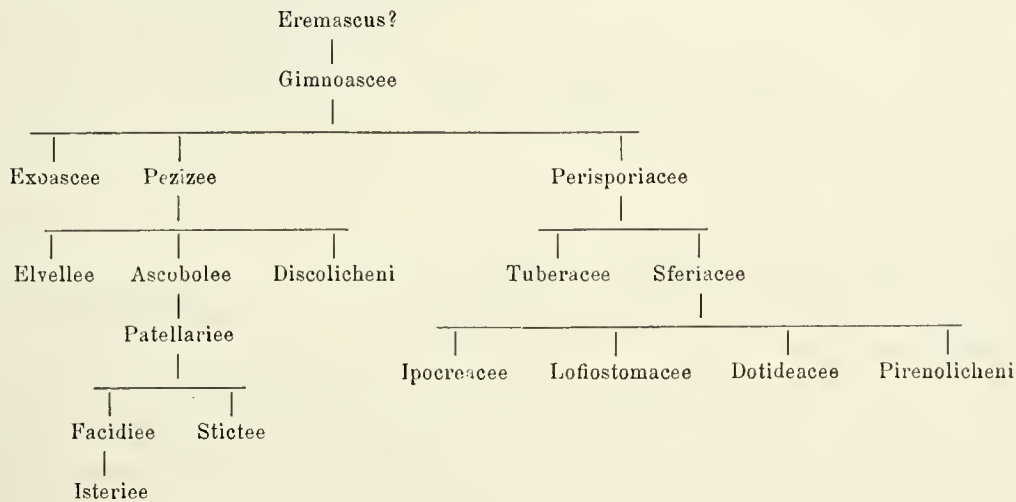 Eremascus?
Gimnoascee
Exoascee Pezizee Perisporiacee
Elvellee Ascobolee Discolicheni Tuberacee Sferiacee
Patellariee
Ipocreacee Lofiostomacee Dotideacee Pirenolicheni
Facidiee Stictee
Isteriee